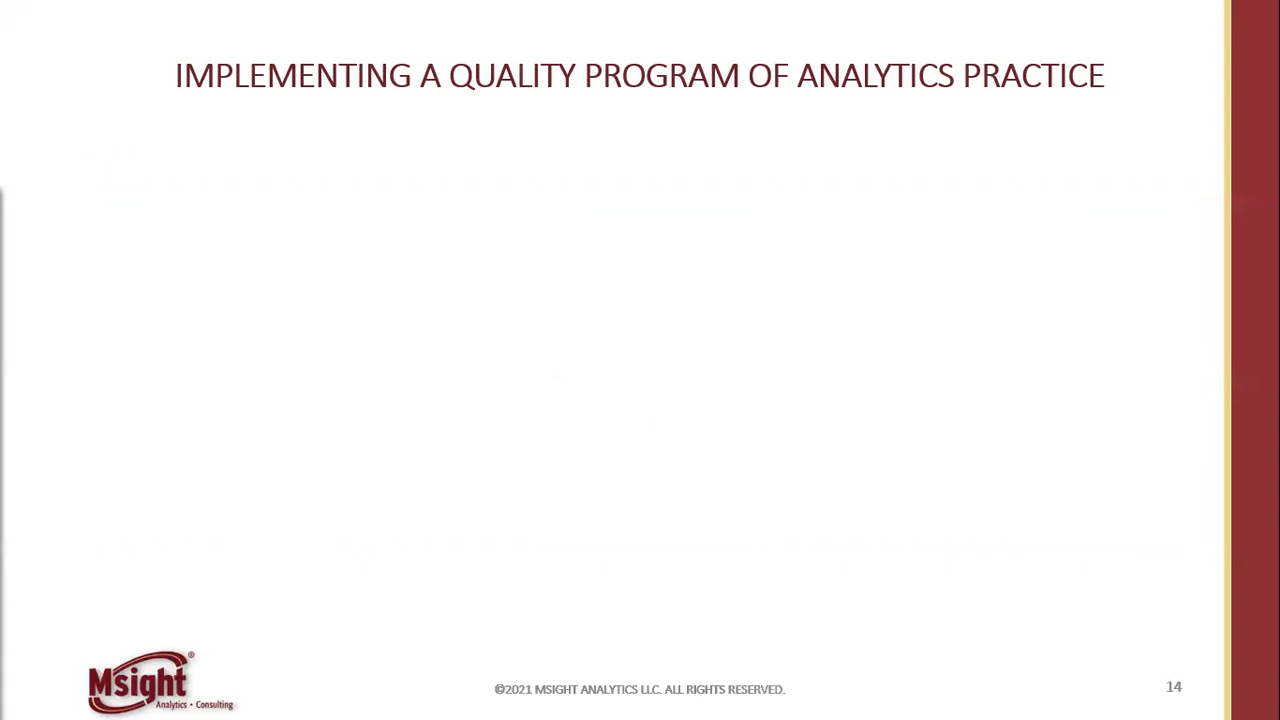 IMPLEMENTING A QUALITY PROGRAM OF ANALYTICS PRACTICE
Msight®
Analytics • Consulting
©2021 MSIGHT ANALYTICS LLC. ALL RIGHTS RESERVED.
14